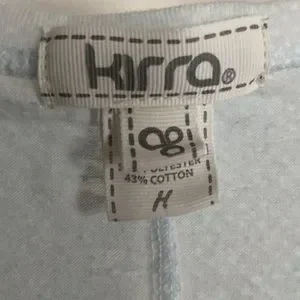 kirra®
POLYESTER
43% COTTON
H